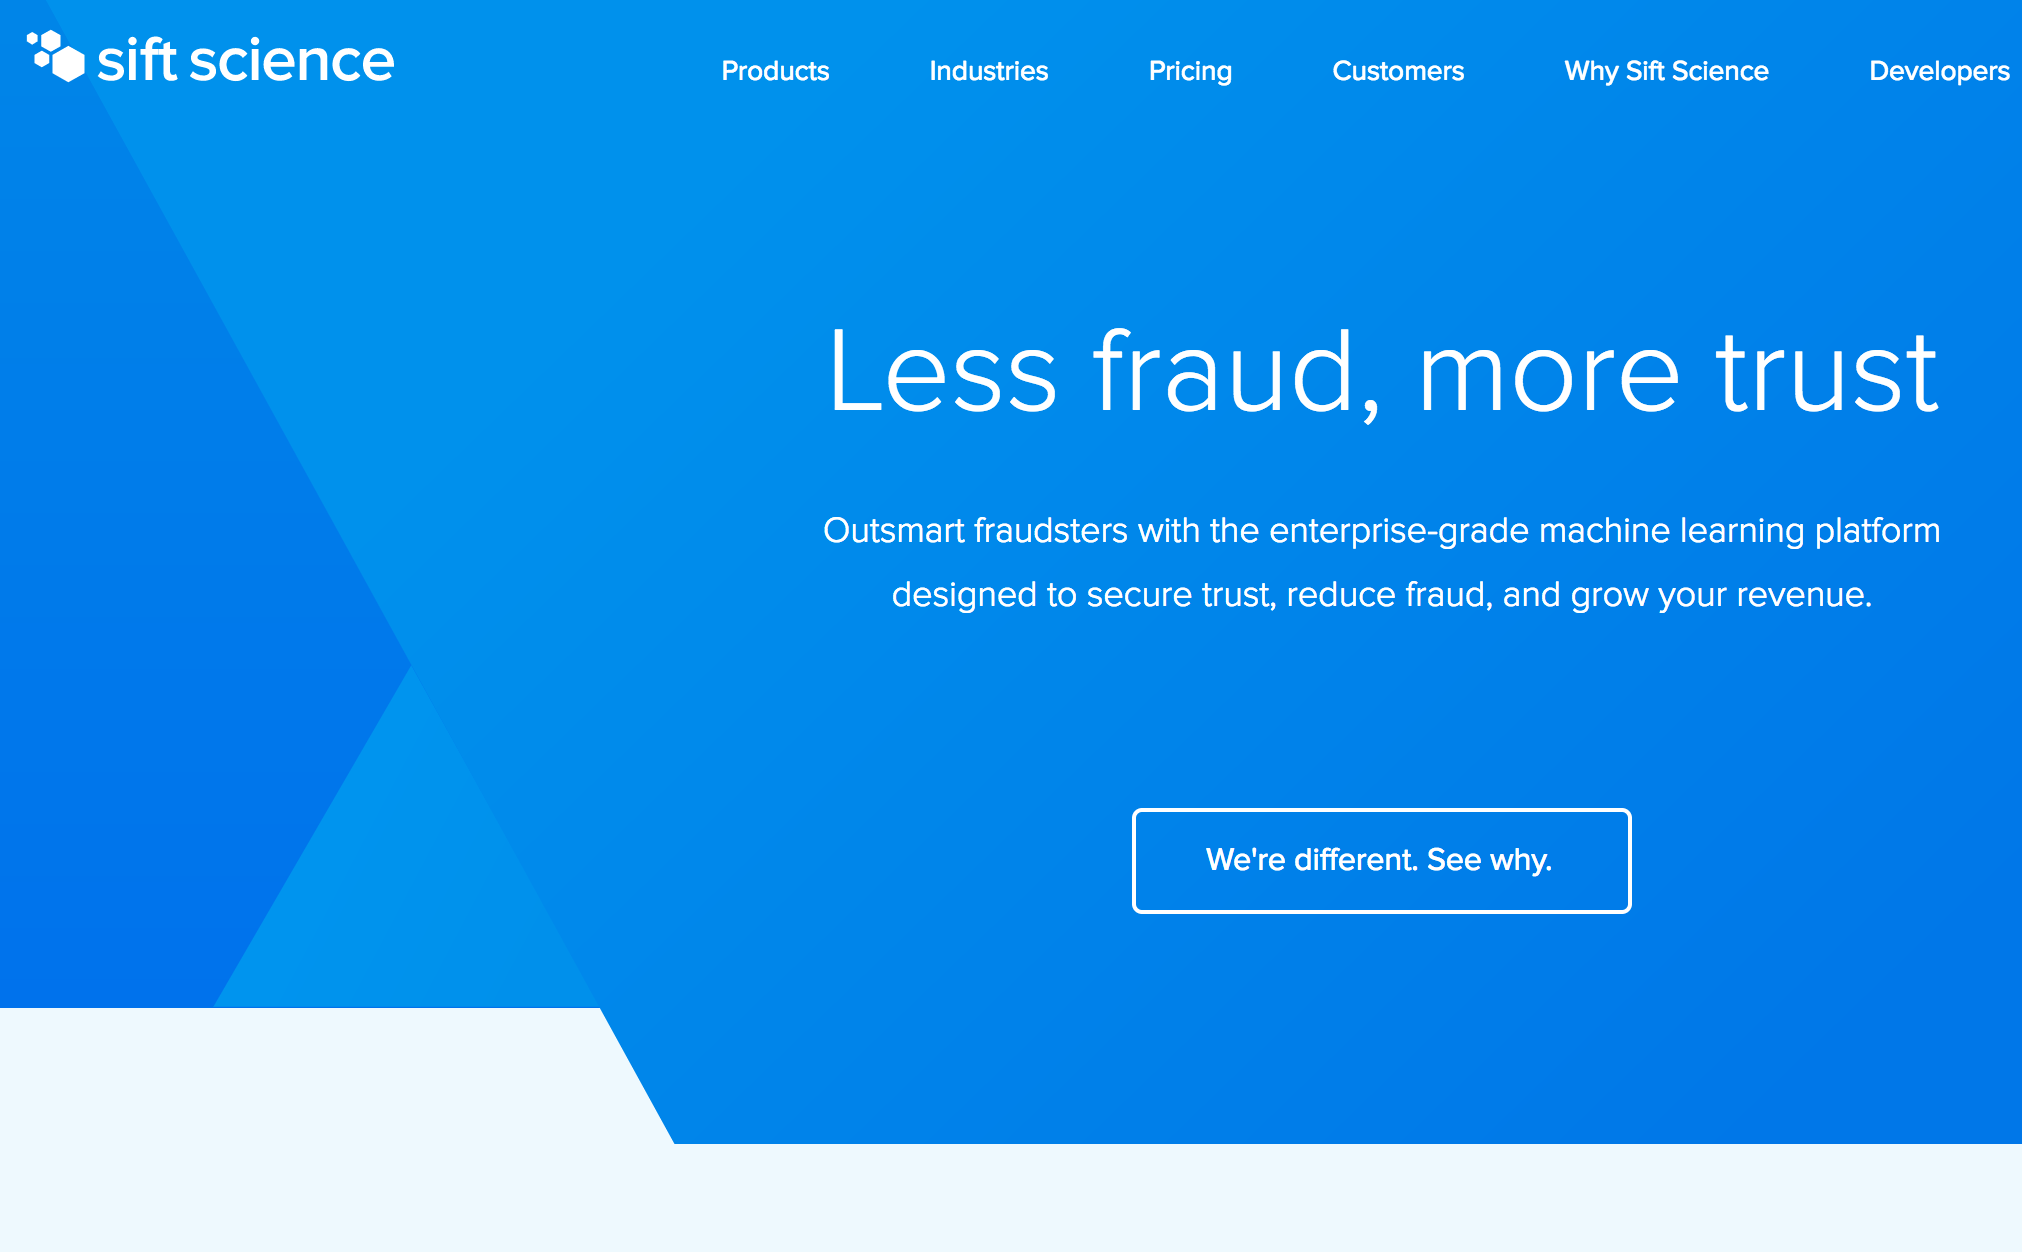 sift science
Products Industries Pricing Customers Why Sift Science Developers
Less fraud, more trust
Outsmart fraudsters with the enterprise-grade machine learning platform
designed to secure trust, reduce fraud, and grow your revenue.
We're different. See why.